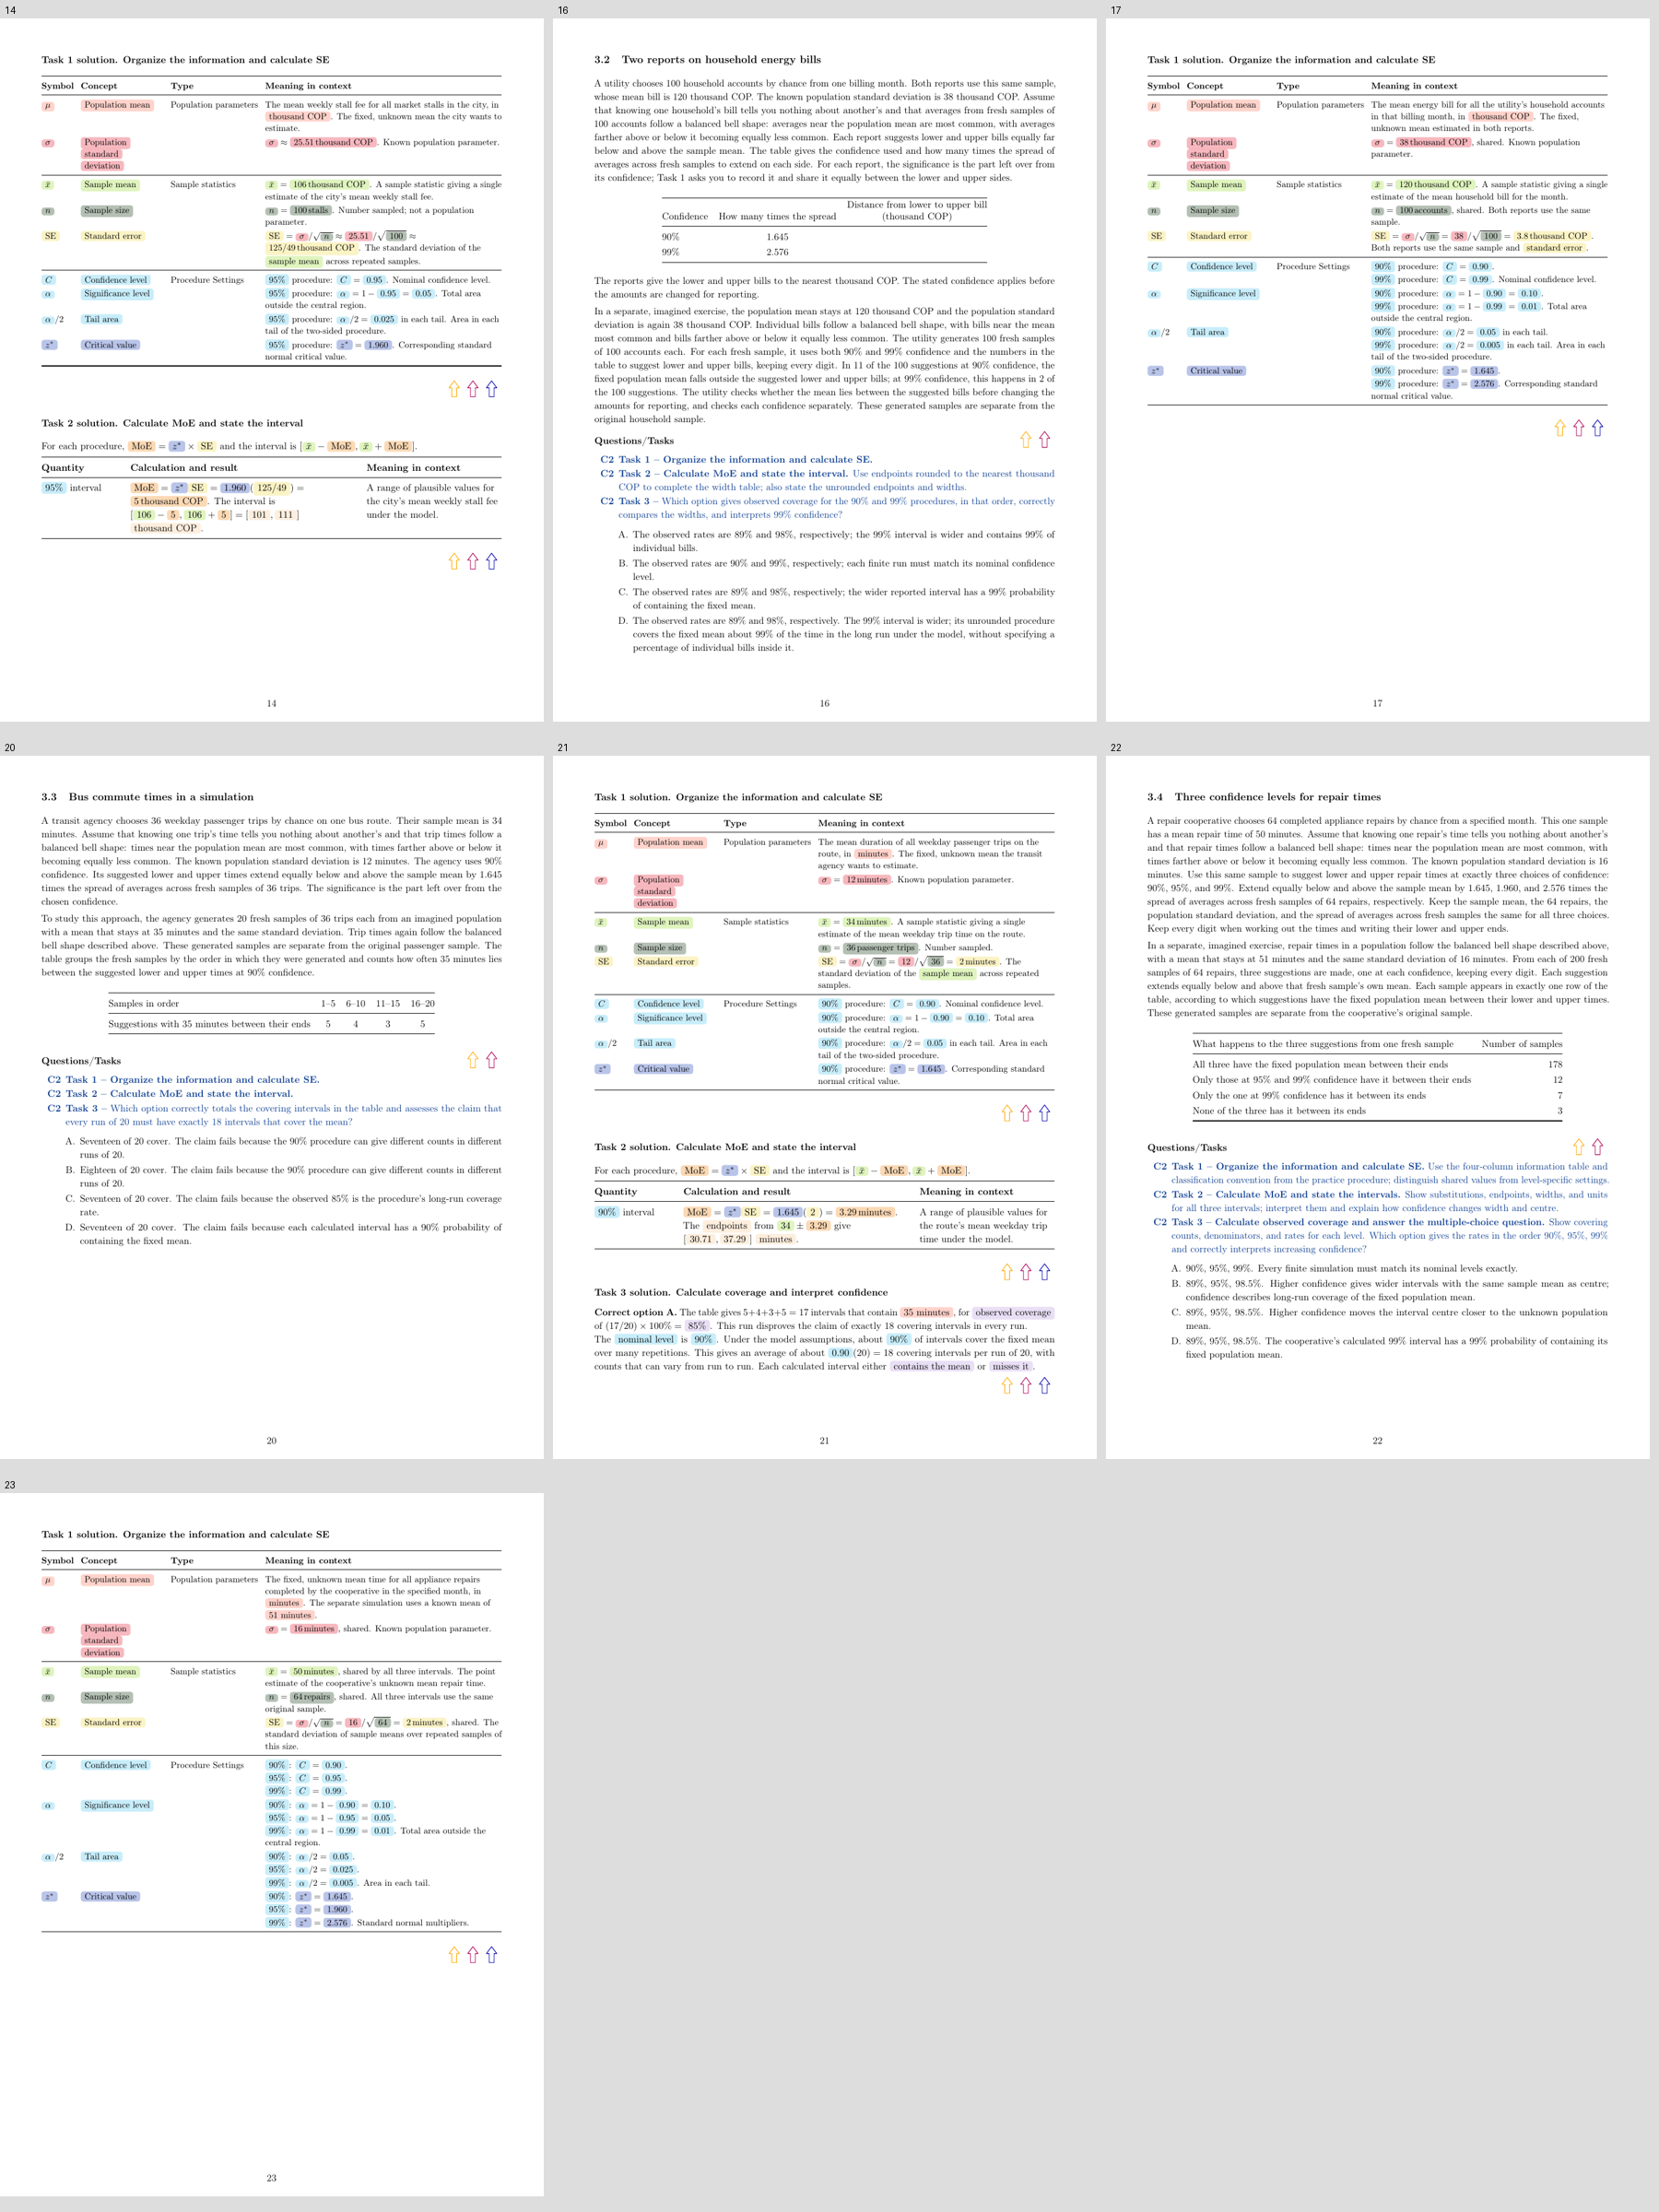 14
Task 1 solution. Organize the information and calculate SE
Symbol Concept Type Meaning in context
μ Population mean Population parameters The mean weekly stall fee for all market stalls in the city, in
thousand COP . The fixed, unknown mean the city wants to
estimate.
σ Population standard deviation σ ≈ 25.51 thousand COP . Known population parameter.
x̄ Sample mean Sample statistics x̄ = 106 thousand COP . A sample statistic giving a single
estimate of the city's mean weekly stall fee.
n Sample size n = 100 stalls . Number sampled; not a population
parameter.
SE Standard error SE = σ/√n ≈ 25.51/√100 ≈
125/49 thousand COP . The standard deviation of the
sample mean across repeated samples.
C Confidence level Procedure Settings 95% procedure: C = 0.95. Nominal confidence level.
α Significance level 95% procedure: α = 1 − 0.95 = 0.05. Total area
outside the central region.
α/2 Tail area 95% procedure: α/2 = 0.025 in each tail. Area in each
tail of the two-sided procedure.
z* Critical value 95% procedure: z* = 1.960. Corresponding standard
normal critical value.
Task 2 solution. Calculate MoE and state the interval
For each procedure, MoE = z* × SE and the interval is [x̄ − MoE, x̄ + MoE].
Quantity Calculation and result Meaning in context
95% interval MoE = z* SE = 1.960(125/49) = A range of plausible values for
5 thousand COP . The interval is the city's mean weekly stall fee
[106 − 5, 106 + 5] = [101, 111] under the model.
thousand COP .
14
16
3.2 Two reports on household energy bills
A utility chooses 100 household accounts by chance from one billing month. Both reports use this same sample,
whose mean bill is 120 thousand COP. The known population standard deviation is 38 thousand COP. Assume
that knowing one household's bill tells you nothing about another's and that averages from fresh samples of
100 accounts follow a balanced bell shape: averages near the population mean are most common, with averages
farther above or below it becoming equally less common. Each report suggests lower and upper bills equally far
below and above the sample mean. The table gives the confidence used and how many times the spread of
averages across fresh samples to extend on each side. For each report, the significance is the part left over from
its confidence; Task 1 asks you to record it and share it equally between the lower and upper sides.
Distance from lower to upper bill
Confidence How many times the spread (thousand COP)
90% 1.645
99% 2.576
The reports give the lower and upper bills to the nearest thousand COP. The stated confidence applies before
the amounts are changed for reporting.
In a separate, imagined exercise, the population mean stays at 120 thousand COP and the population standard
deviation is again 38 thousand COP. Individual bills follow a balanced bell shape, with bills near the mean
most common and bills farther above or below it equally less common. The utility generates 100 fresh samples
of 100 accounts each. For each fresh sample, it uses both 90% and 99% confidence and the numbers in the
table to suggest lower and upper bills, keeping every digit. In 11 of the 100 suggestions at 90% confidence, the
fixed population mean falls outside the suggested lower and upper bills; at 99% confidence, this happens in 2 of
the 100 suggestions. The utility checks whether the mean lies between the suggested bills before changing the
amounts for reporting, and checks each confidence separately. These generated samples are separate from the
original household sample.
Questions/Tasks
C2 Task 1 – Organize the information and calculate SE.
C2 Task 2 – Calculate MoE and state the interval. Use endpoints rounded to the nearest thousand
COP to complete the width table; also state the unrounded endpoints and widths.
C2 Task 3 – Which option gives observed coverage for the 90% and 99% procedures, in that order, correctly
compares the widths, and interprets 99% confidence?
A. The observed rates are 89% and 98%, respectively; the 99% interval is wider and contains 99% of
individual bills.
B. The observed rates are 90% and 99%, respectively; each finite run must match its nominal confidence
level.
C. The observed rates are 89% and 98%, respectively; the wider reported interval has a 99% probability
of containing the fixed mean.
D. The observed rates are 89% and 98%, respectively. The 99% interval is wider; its unrounded procedure
covers the fixed mean about 99% of the time in the long run under the model, without specifying a
percentage of individual bills inside it.
16
17
Task 1 solution. Organize the information and calculate SE
Symbol Concept Type Meaning in context
μ Population mean Population parameters The mean energy bill for all the utility's household accounts
in that billing month, in thousand COP . The fixed,
unknown mean estimated in both reports.
σ Population standard deviation σ = 38 thousand COP , shared. Known population
parameter.
x̄ Sample mean Sample statistics x̄ = 120 thousand COP . A sample statistic giving a single
estimate of the mean household bill for the month.
n Sample size n = 100 accounts , shared. Both reports use the same
sample.
SE Standard error SE = σ/√n = 38/√100 = 3.8 thousand COP .
Both reports use the same sample and standard error .
C Confidence level Procedure Settings 90% procedure: C = 0.90.
99% procedure: C = 0.99. Nominal confidence level.
α Significance level 90% procedure: α = 1 − 0.90 = 0.10.
99% procedure: α = 1 − 0.99 = 0.01. Total area
outside the central region.
α/2 Tail area 90% procedure: α/2 = 0.05 in each tail.
99% procedure: α/2 = 0.005 in each tail. Area in each
tail of the two-sided procedure.
z* Critical value 90% procedure: z* = 1.645.
99% procedure: z* = 2.576. Corresponding standard
normal critical value.
17
20
3.3 Bus commute times in a simulation
A transit agency chooses 36 weekday passenger trips by chance on one bus route. Their sample mean is 34
minutes. Assume that knowing one trip's time tells you nothing about another's and that trip times follow a
balanced bell shape: times near the population mean are most common, with times farther above or below it
becoming equally less common. The known population standard deviation is 12 minutes. The agency uses 90%
confidence. Its suggested lower and upper times extend equally below and above the sample mean by 1.645
times the spread of averages across fresh samples of 36 trips. The significance is the part left over from the
chosen confidence.
To study this approach, the agency generates 20 fresh samples of 36 trips each from an imagined population
with a mean that stays at 35 minutes and the same standard deviation. Trip times again follow the balanced
bell shape described above. These generated samples are separate from the original passenger sample. The
table groups the fresh samples by the order in which they were generated and counts how often 35 minutes lies
between the suggested lower and upper times at 90% confidence.
Samples in order 1–5 6–10 11–15 16–20
Suggestions with 35 minutes between their ends 5 4 3 5
Questions/Tasks
C2 Task 1 – Organize the information and calculate SE.
C2 Task 2 – Calculate MoE and state the interval.
C2 Task 3 – Which option correctly totals the covering intervals in the table and assesses the claim that
every run of 20 must have exactly 18 intervals that cover the mean?
A. Seventeen of 20 cover. The claim fails because the 90% procedure can give different counts in different
runs of 20.
B. Eighteen of 20 cover. The claim fails because the 90% procedure can give different counts in different
runs of 20.
C. Seventeen of 20 cover. The claim fails because the observed 85% is the procedure's long-run coverage
rate.
D. Seventeen of 20 cover. The claim fails because each calculated interval has a 90% probability of
containing the fixed mean.
20
21
Task 1 solution. Organize the information and calculate SE
Symbol Concept Type Meaning in context
μ Population mean Population parameters The mean duration of all weekday passenger trips on the
route, in minutes . The fixed, unknown mean the transit
agency wants to estimate.
σ Population standard deviation σ = 12 minutes . Known population parameter.
x̄ Sample mean Sample statistics x̄ = 34 minutes . A sample statistic giving a single
estimate of the mean weekday trip time on the route.
n Sample size n = 36 passenger trips . Number sampled.
SE Standard error SE = σ/√n = 12/√36 = 2 minutes . The
standard deviation of the sample mean across repeated
samples.
C Confidence level Procedure Settings 90% procedure: C = 0.90. Nominal confidence level.
α Significance level 90% procedure: α = 1 − 0.90 = 0.10. Total area
outside the central region.
α/2 Tail area 90% procedure: α/2 = 0.05 in each tail. Area in each
tail of the two-sided procedure.
z* Critical value 90% procedure: z* = 1.645. Corresponding standard
normal critical value.
Task 2 solution. Calculate MoE and state the interval
For each procedure, MoE = z* × SE and the interval is [x̄ − MoE, x̄ + MoE].
Quantity Calculation and result Meaning in context
90% interval MoE = z* SE = 1.645(2) = 3.29 minutes . A range of plausible values for
The endpoints from 34 ± 3.29 give the route's mean weekday trip
[30.71, 37.29] minutes . time under the model.
Task 3 solution. Calculate coverage and interpret confidence
Correct option A. The table gives 5+4+3+5 = 17 intervals that contain 35 minutes , for observed coverage
of (17/20) × 100% = 85% . This run disproves the claim of exactly 18 covering intervals in every run.
The nominal level is 90% . Under the model assumptions, about 90% of intervals cover the fixed mean
over many repetitions. This gives an average of about 0.90(20) = 18 covering intervals per run of 20, with
counts that can vary from run to run. Each calculated interval either contains the mean or misses it .
21
22
3.4 Three confidence levels for repair times
A repair cooperative chooses 64 completed appliance repairs by chance from a specified month. This one sample
has a mean repair time of 50 minutes. Assume that knowing one repair's time tells you nothing about another's
and that repair times follow a balanced bell shape: times near the population mean are most common, with
times farther above or below it becoming equally less common. The known population standard deviation is 16
minutes. Use this same sample to suggest lower and upper repair times at exactly three choices of confidence:
90%, 95%, and 99%. Extend equally below and above the sample mean by 1.645, 1.960, and 2.576 times the
spread of averages across fresh samples of 64 repairs, respectively. Keep the sample mean, the 64 repairs, the
population standard deviation, and the spread of averages across fresh samples the same for all three choices.
Keep every digit when working out the times and writing their lower and upper ends.
In a separate, imagined exercise, repair times in a population follow the balanced bell shape described above,
with a mean that stays at 51 minutes and the same standard deviation of 16 minutes. From each of 200 fresh
samples of 64 repairs, three suggestions are made, one at each confidence, keeping every digit. Each suggestion
extends equally below and above that fresh sample's own mean. Each sample appears in exactly one row of the
table, according to which suggestions have the fixed population mean between their lower and upper times.
These generated samples are separate from the cooperative's original sample.
What happens to the three suggestions from one fresh sample Number of samples
All three have the fixed population mean between their ends 178
Only those at 95% and 99% confidence have it between their ends 12
Only the one at 99% confidence has it between its ends 7
None of the three has it between its ends 3
Questions/Tasks
C2 Task 1 – Organize the information and calculate SE. Use the four-column information table and
classification convention from the practice procedure; distinguish shared values from level-specific settings.
C2 Task 2 – Calculate MoE and state the intervals. Show substitutions, endpoints, widths, and units
for all three intervals; interpret them and explain how confidence changes width and centre.
C2 Task 3 – Calculate observed coverage and answer the multiple-choice question. Show covering
counts, denominators, and rates for each level. Which option gives the rates in the order 90%, 95%, 99%
and correctly interprets increasing confidence?
A. 90%, 95%, 99%. Every finite simulation must match its nominal levels exactly.
B. 89%, 95%, 98.5%. Higher confidence gives wider intervals with the same sample mean as centre;
confidence describes long-run coverage of the fixed population mean.
C. 89%, 95%, 98.5%. Higher confidence moves the interval centre closer to the unknown population
mean.
D. 89%, 95%, 98.5%. The cooperative's calculated 99% interval has a 99% probability of containing its
fixed population mean.
22
23
Task 1 solution. Organize the information and calculate SE
Symbol Concept Type Meaning in context
μ Population mean Population parameters The fixed, unknown mean time for all appliance repairs
completed by the cooperative in the specified month, in
minutes . The separate simulation uses a known mean of
51 minutes .
σ Population standard deviation σ = 16 minutes , shared. Known population parameter.
x̄ Sample mean Sample statistics x̄ = 50 minutes , shared by all three intervals. The point
estimate of the cooperative's unknown mean repair time.
n Sample size n = 64 repairs , shared. All three intervals use the same
original sample.
SE Standard error SE = σ/√n = 16/√64 = 2 minutes , shared. The
standard deviation of sample means over repeated samples of
this size.
C Confidence level Procedure Settings 90%: C = 0.90.
95%: C = 0.95.
99%: C = 0.99.
α Significance level 90%: α = 1 − 0.90 = 0.10.
95%: α = 1 − 0.95 = 0.05.
99%: α = 1 − 0.99 = 0.01. Total area outside the
central region.
α/2 Tail area 90%: α/2 = 0.05.
95%: α/2 = 0.025.
99%: α/2 = 0.005. Area in each tail.
z* Critical value 90%: z* = 1.645.
95%: z* = 1.960.
99%: z* = 2.576. Standard normal multipliers.
23